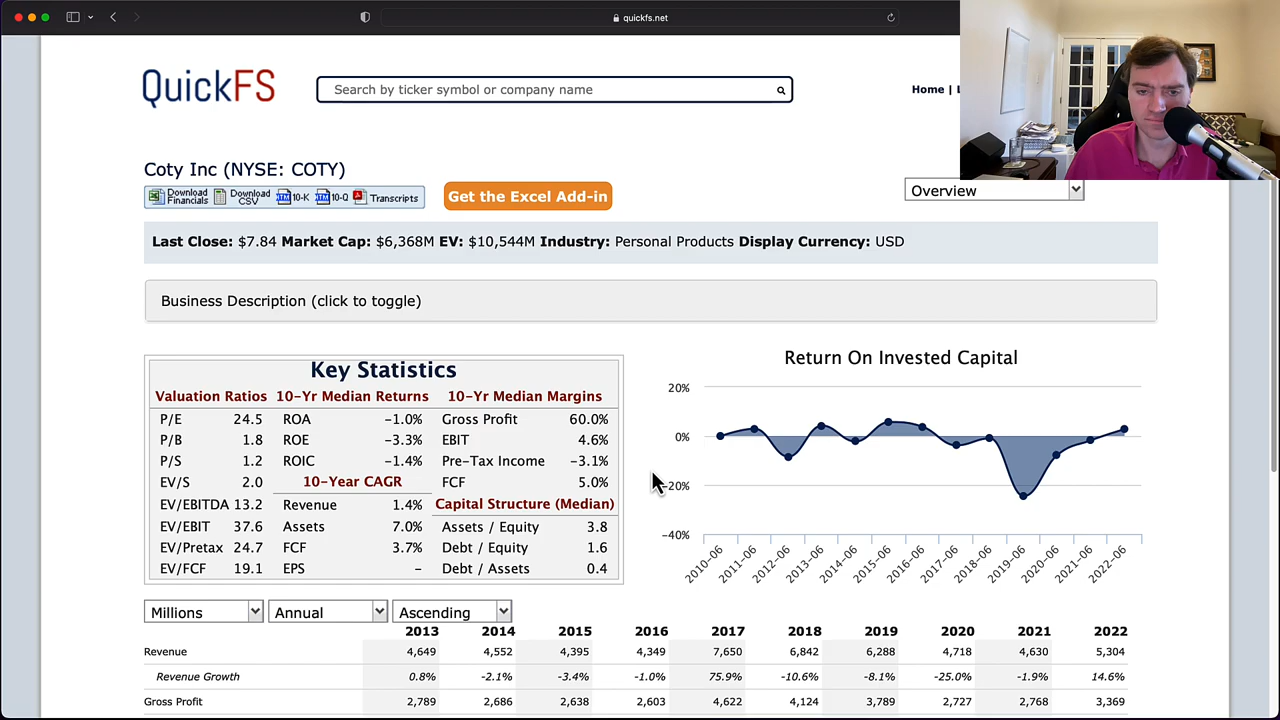 quickfs.net
QuickFS
Search by ticker symbol or company name
Home |
Coty Inc (NYSE: COTY)
Download Financials Download CSV 10-K 10-Q Transcripts
Get the Excel Add-in
Overview
Last Close: $7.84 Market Cap: $6,368M EV: $10,544M Industry: Personal Products Display Currency: USD
Business Description (click to toggle)
Key Statistics
Valuation Ratios 10-Yr Median Returns 10-Yr Median Margins
P/E 24.5 ROA -1.0% Gross Profit 60.0%
P/B 1.8 ROE -3.3% EBIT 4.6%
P/S 1.2 ROIC -1.4% Pre-Tax Income -3.1%
EV/S 2.0 10-Year CAGR FCF 5.0%
EV/EBITDA 13.2 Revenue 1.4% Capital Structure (Median)
EV/EBIT 37.6 Assets 7.0% Assets / Equity 3.8
EV/Pretax 24.7 FCF 3.7% Debt / Equity 1.6
EV/FCF 19.1 EPS – Debt / Assets 0.4
Return On Invested Capital
20%
0%
-20%
-40%
2010-06 2011-06 2012-06 2013-06 2014-06 2015-06 2016-06 2017-06 2018-06 2019-06 2020-06 2021-06 2022-06
Millions Annual Ascending
2013 2014 2015 2016 2017 2018 2019 2020 2021 2022
Revenue 4,649 4,552 4,395 4,349 7,650 6,842 6,288 4,718 4,630 5,304
Revenue Growth 0.8% -2.1% -3.4% -1.0% 75.9% -10.6% -8.1% -25.0% -1.9% 14.6%
Gross Profit 2,789 2,686 2,638 2,603 4,622 4,124 3,789 2,727 2,768 3,369